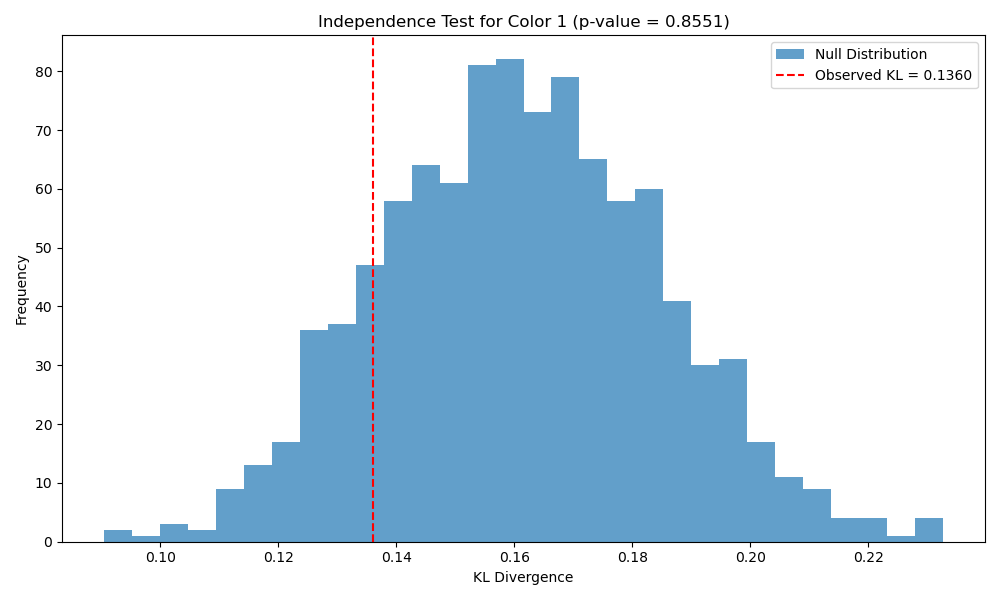 Independence Test for Color 1 (p-value = 0.8551)
Null Distribution
Observed KL = 0.1360
Frequency
80
70
60
50
40
30
20
10
0
0.10 0.12 0.14 0.16 0.18 0.20 0.22
KL Divergence